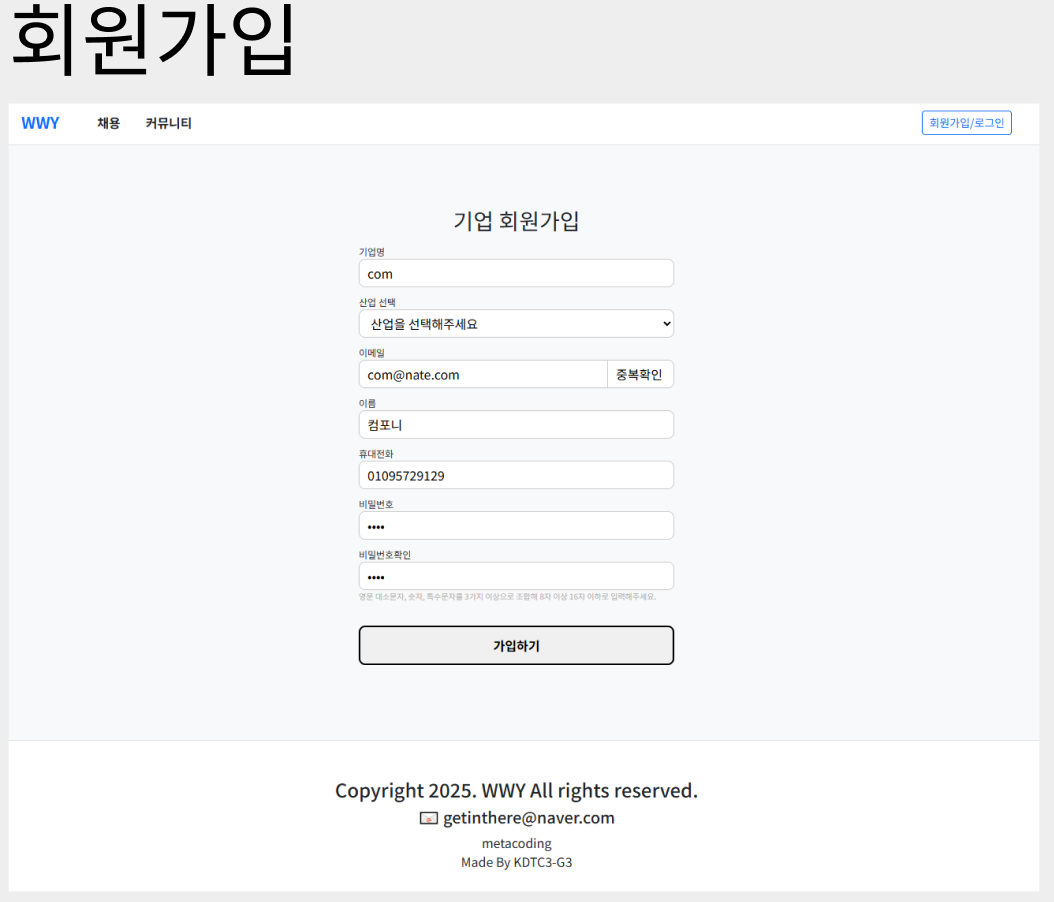 회원가입
WWY 채용 커뮤니티 회원가입/로그인
기업 회원가입
기업명
com
산업 선택
산업을 선택해주세요
이메일
com@nate.com 중복확인
이름
컴포니
휴대전화
01095729129
비밀번호
••••
비밀번호확인
••••
영문 대소문자, 숫자, 특수문자를 3가지 이상으로 조합해 8자 이상 16자 이하로 입력해주세요.
가입하기
Copyright 2025. WWY All rights reserved.
getinthere@naver.com
metacoding
Made By KDTC3-G3